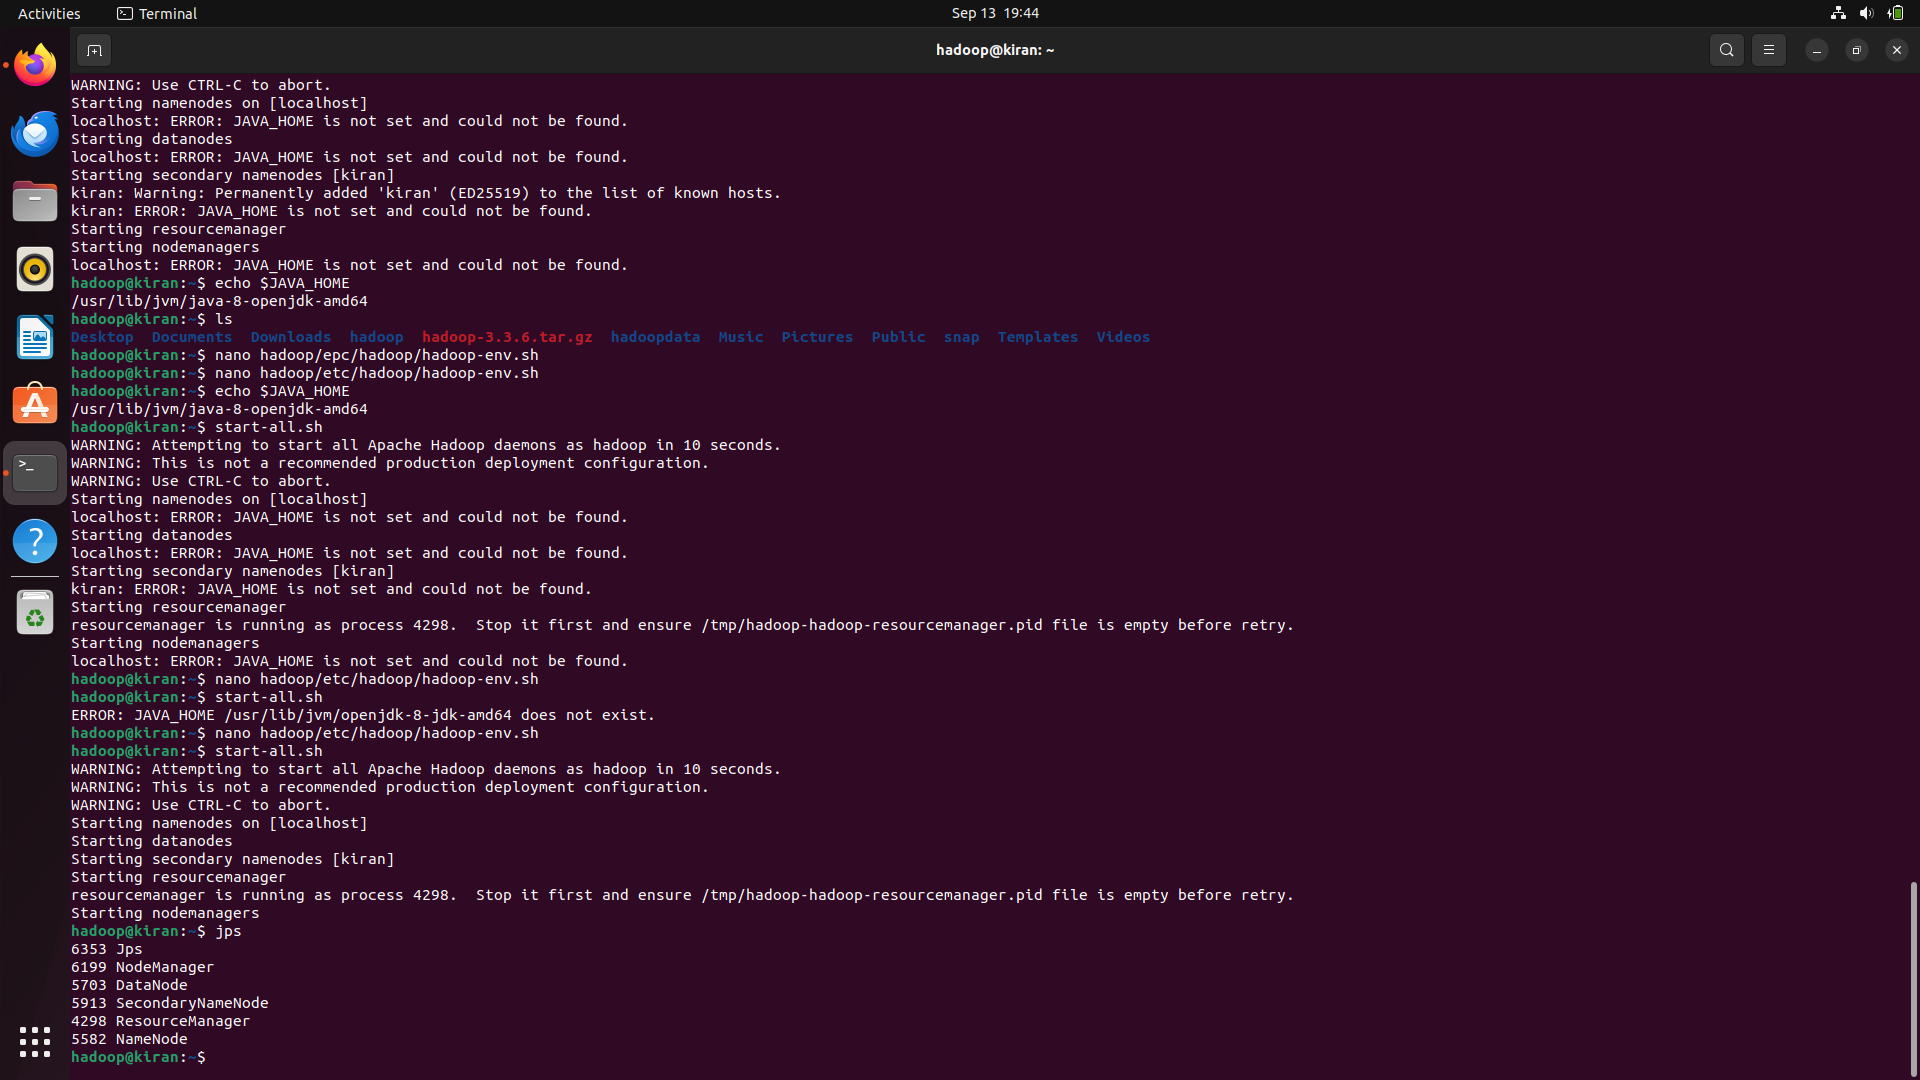 Activities Terminal Sep 13 19:44
hadoop@kiran: ~
WARNING: Use CTRL-C to abort.
Starting namenodes on [localhost]
localhost: ERROR: JAVA_HOME is not set and could not be found.
Starting datanodes
localhost: ERROR: JAVA_HOME is not set and could not be found.
Starting secondary namenodes [kiran]
kiran: Warning: Permanently added 'kiran' (ED25519) to the list of known hosts.
kiran: ERROR: JAVA_HOME is not set and could not be found.
Starting resourcemanager
Starting nodemanagers
localhost: ERROR: JAVA_HOME is not set and could not be found.
hadoop@kiran:~$ echo $JAVA_HOME
/usr/lib/jvm/java-8-openjdk-amd64
hadoop@kiran:~$ ls
Desktop  Documents  Downloads  hadoop  hadoop-3.3.6.tar.gz  hadoopdata  Music  Pictures  Public  snap  Templates  Videos
hadoop@kiran:~$ nano hadoop/epc/hadoop/hadoop-env.sh
hadoop@kiran:~$ nano hadoop/etc/hadoop/hadoop-env.sh
hadoop@kiran:~$ echo $JAVA_HOME
/usr/lib/jvm/java-8-openjdk-amd64
hadoop@kiran:~$ start-all.sh
WARNING: Attempting to start all Apache Hadoop daemons as hadoop in 10 seconds.
WARNING: This is not a recommended production deployment configuration.
WARNING: Use CTRL-C to abort.
Starting namenodes on [localhost]
localhost: ERROR: JAVA_HOME is not set and could not be found.
Starting datanodes
localhost: ERROR: JAVA_HOME is not set and could not be found.
Starting secondary namenodes [kiran]
kiran: ERROR: JAVA_HOME is not set and could not be found.
Starting resourcemanager
resourcemanager is running as process 4298.  Stop it first and ensure /tmp/hadoop-hadoop-resourcemanager.pid file is empty before retry.
Starting nodemanagers
localhost: ERROR: JAVA_HOME is not set and could not be found.
hadoop@kiran:~$ nano hadoop/etc/hadoop/hadoop-env.sh
hadoop@kiran:~$ start-all.sh
ERROR: JAVA_HOME /usr/lib/jvm/openjdk-8-jdk-amd64 does not exist.
hadoop@kiran:~$ nano hadoop/etc/hadoop/hadoop-env.sh
hadoop@kiran:~$ start-all.sh
WARNING: Attempting to start all Apache Hadoop daemons as hadoop in 10 seconds.
WARNING: This is not a recommended production deployment configuration.
WARNING: Use CTRL-C to abort.
Starting namenodes on [localhost]
Starting datanodes
Starting secondary namenodes [kiran]
Starting resourcemanager
resourcemanager is running as process 4298.  Stop it first and ensure /tmp/hadoop-hadoop-resourcemanager.pid file is empty before retry.
Starting nodemanagers
hadoop@kiran:~$ jps
6353 Jps
6199 NodeManager
5703 DataNode
5913 SecondaryNameNode
4298 ResourceManager
5582 NameNode
hadoop@kiran:~$